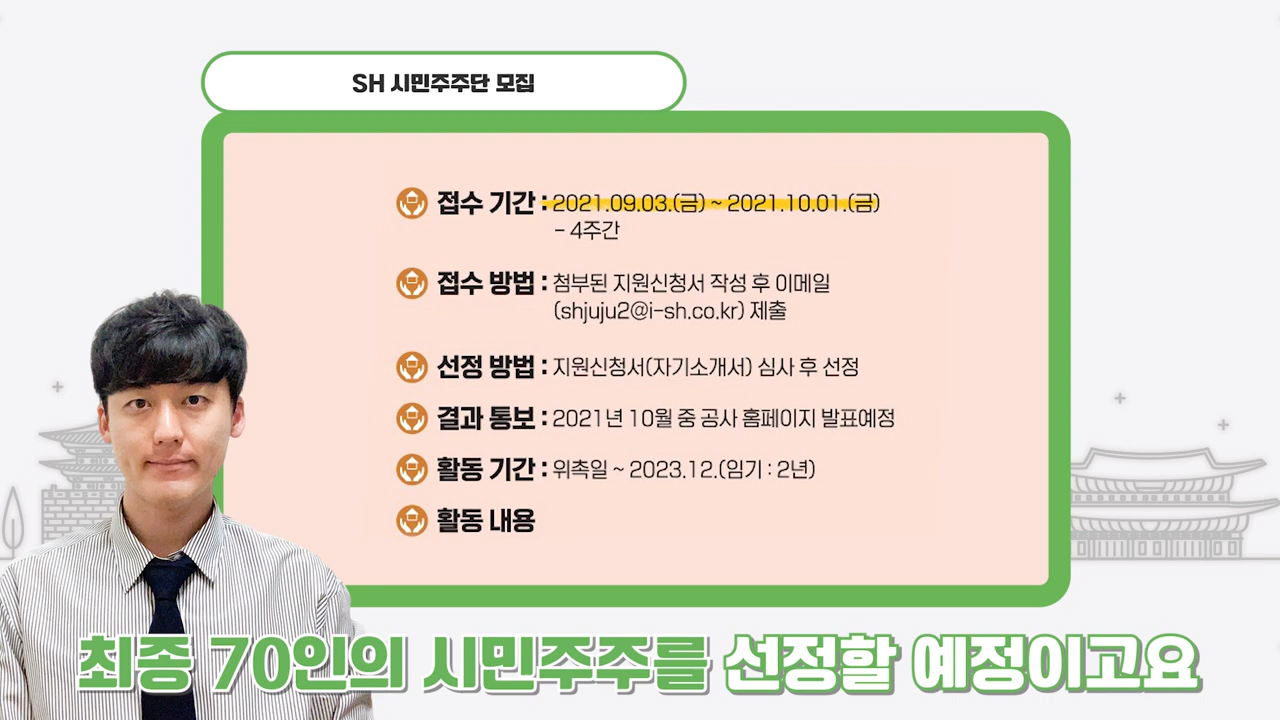 SH 시민주주단 모집
접수 기간 : 2021.09.03.(금) ~ 2021.10.01.(금)
- 4주간
접수 방법 : 첨부된 지원신청서 작성 후 이메일
(shjuju2@i-sh.co.kr) 제출
선정 방법 : 지원신청서(자기소개서) 심사 후 선정
결과 통보 : 2021년 10월 중 공사 홈페이지 발표예정
활동 기간 : 위촉일 ~ 2023.12.(임기 : 2년)
활동 내용
최종 70인의 시민주주를 선정할 예정이고요